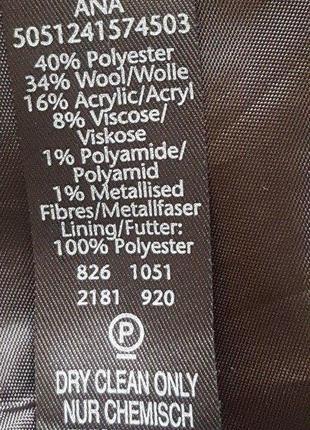 ANA
5051241574503
40% Polyester
34% Wool/Wolle
16% Acrylic/Acryl
8% Viscose/
Viskose
1% Polyamide/
Polyamid
1% Metallised
Fibres/Metallfaser
Lining/Futter:
100% Polyester
826 1051
2181 920
P
DRY CLEAN ONLY
NUR CHEMISCH